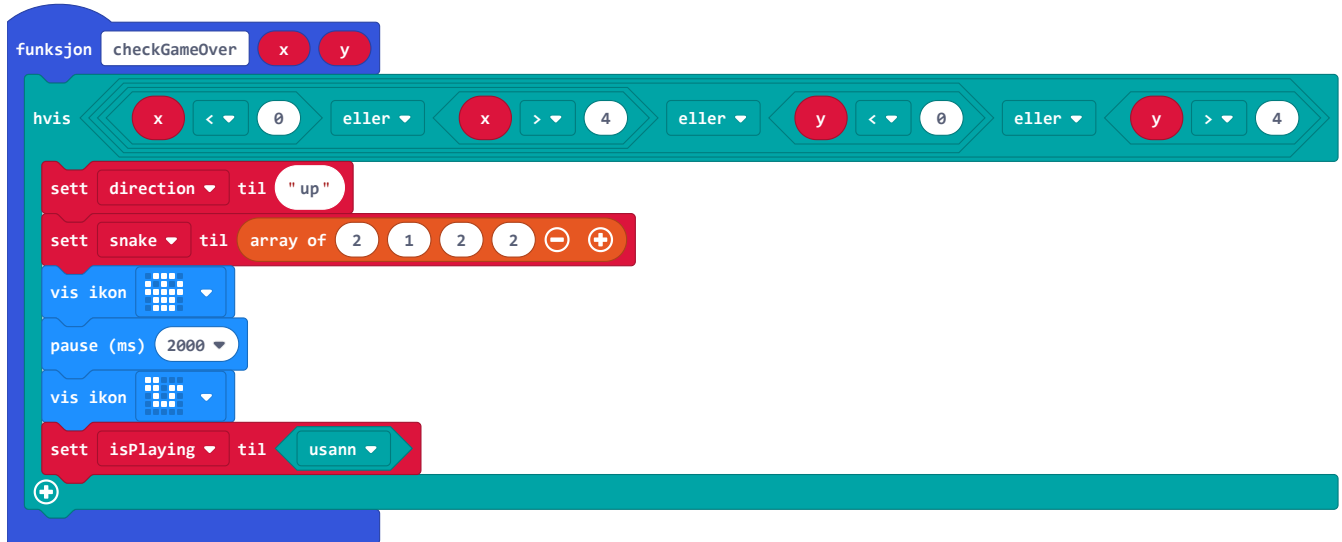 funksjon checkGameOver x y
hvis x < 0 eller x > 4 eller y < 0 eller y > 4
sett direction til "up"
sett snake til array of 2 1 2 2
vis ikon
pause (ms) 2000
vis ikon
sett isPlaying til usann